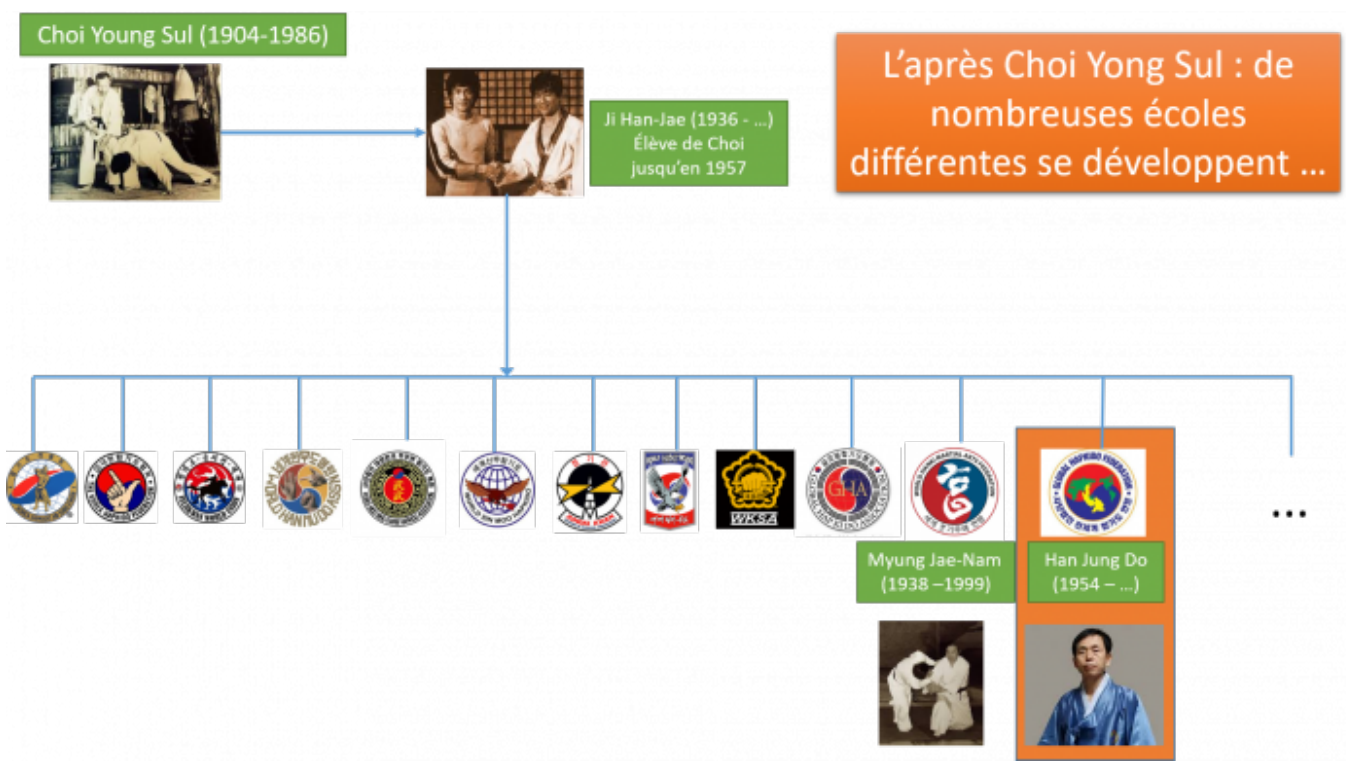 Choi Young Sul (1904-1986)
L'après Choi Yong Sul : de
nombreuses écoles
différentes se développent ...
Ji Han-Jae (1936 - ...)
Élève de Choi
jusqu'en 1957
GHA
WKSA
...
Myung Jae-Nam
(1938 –1999)
Han Jung Do
(1954 – ...)